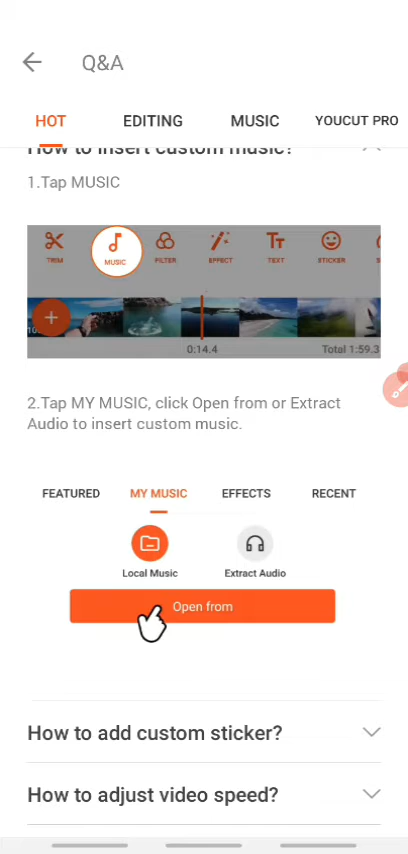 Q&A
HOT EDITING MUSIC YOUCUT PRO
How to insert custom music?
1.Tap MUSIC
TRIM MUSIC FILTER EFFECT TEXT STICKER
0:14.4 Total 1:59.3
2.Tap MY MUSIC, click Open from or Extract
Audio to insert custom music.
FEATURED MY MUSIC EFFECTS RECENT
Local Music Extract Audio
Open from
How to add custom sticker?
How to adjust video speed?